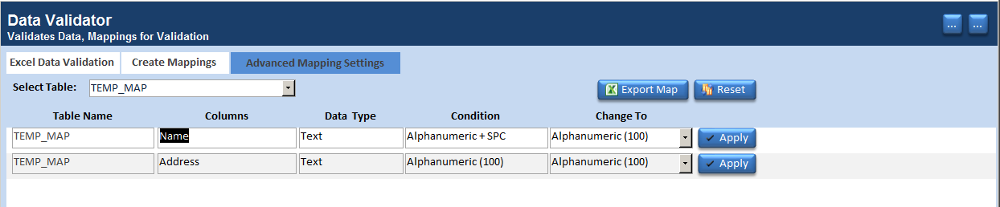 Data Validator
Validates Data, Mappings for Validation
... ...
Excel Data Validation Create Mappings Advanced Mapping Settings
Select Table: TEMP_MAP Export Map Reset
Table Name Columns Data Type Condition Change To
TEMP_MAP Name Text Alphanumeric + SPC Alphanumeric (100) Apply
TEMP_MAP Address Text Alphanumeric (100) Alphanumeric (100) Apply